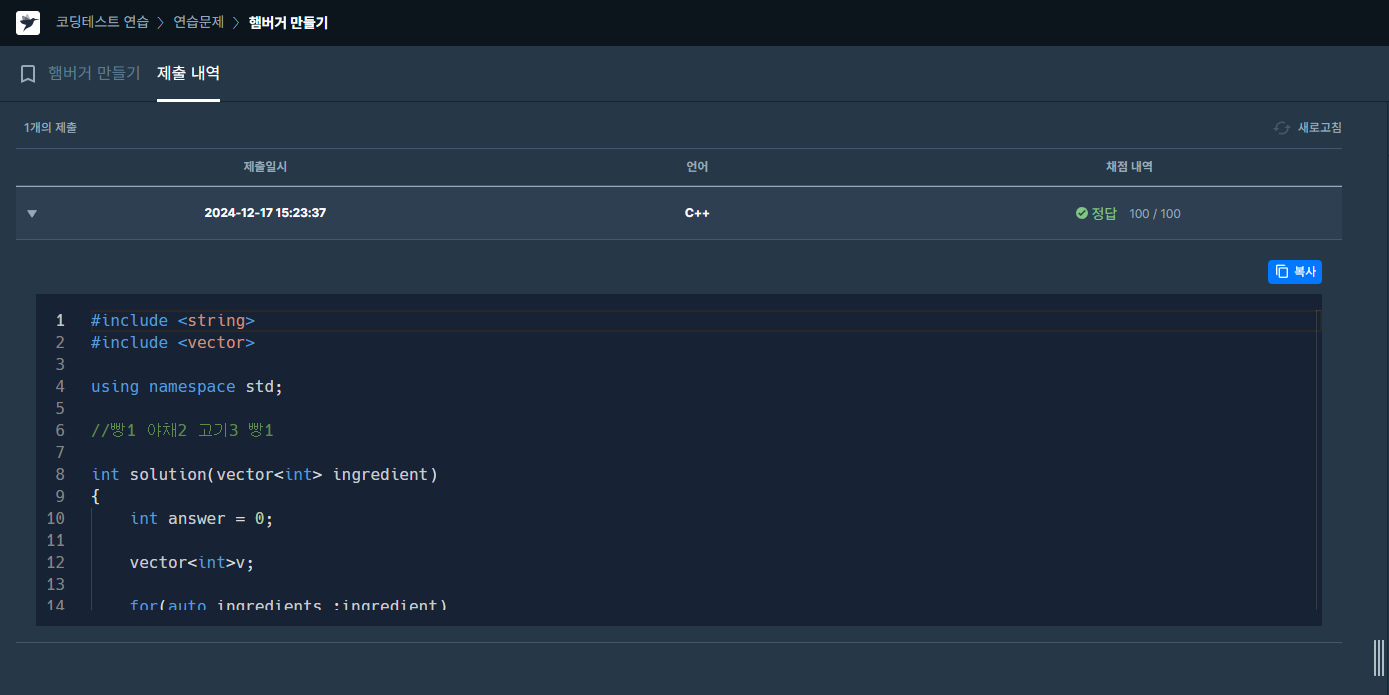 코딩테스트 연습 > 연습문제 > 햄버거 만들기
햄버거 만들기 제출 내역
1개의 제출 새로고침
제출일시 언어 채점 내역
2024-12-17 15:23:37 C++ 정답 100 / 100
복사
1 #include <string>
2 #include <vector>
3
4 using namespace std;
5
6 //빵1 야채2 고기3 빵1
7
8 int solution(vector<int> ingredient)
9 {
10 int answer = 0;
11
12 vector<int>v;
13
14 for(auto ingredients :ingredient)